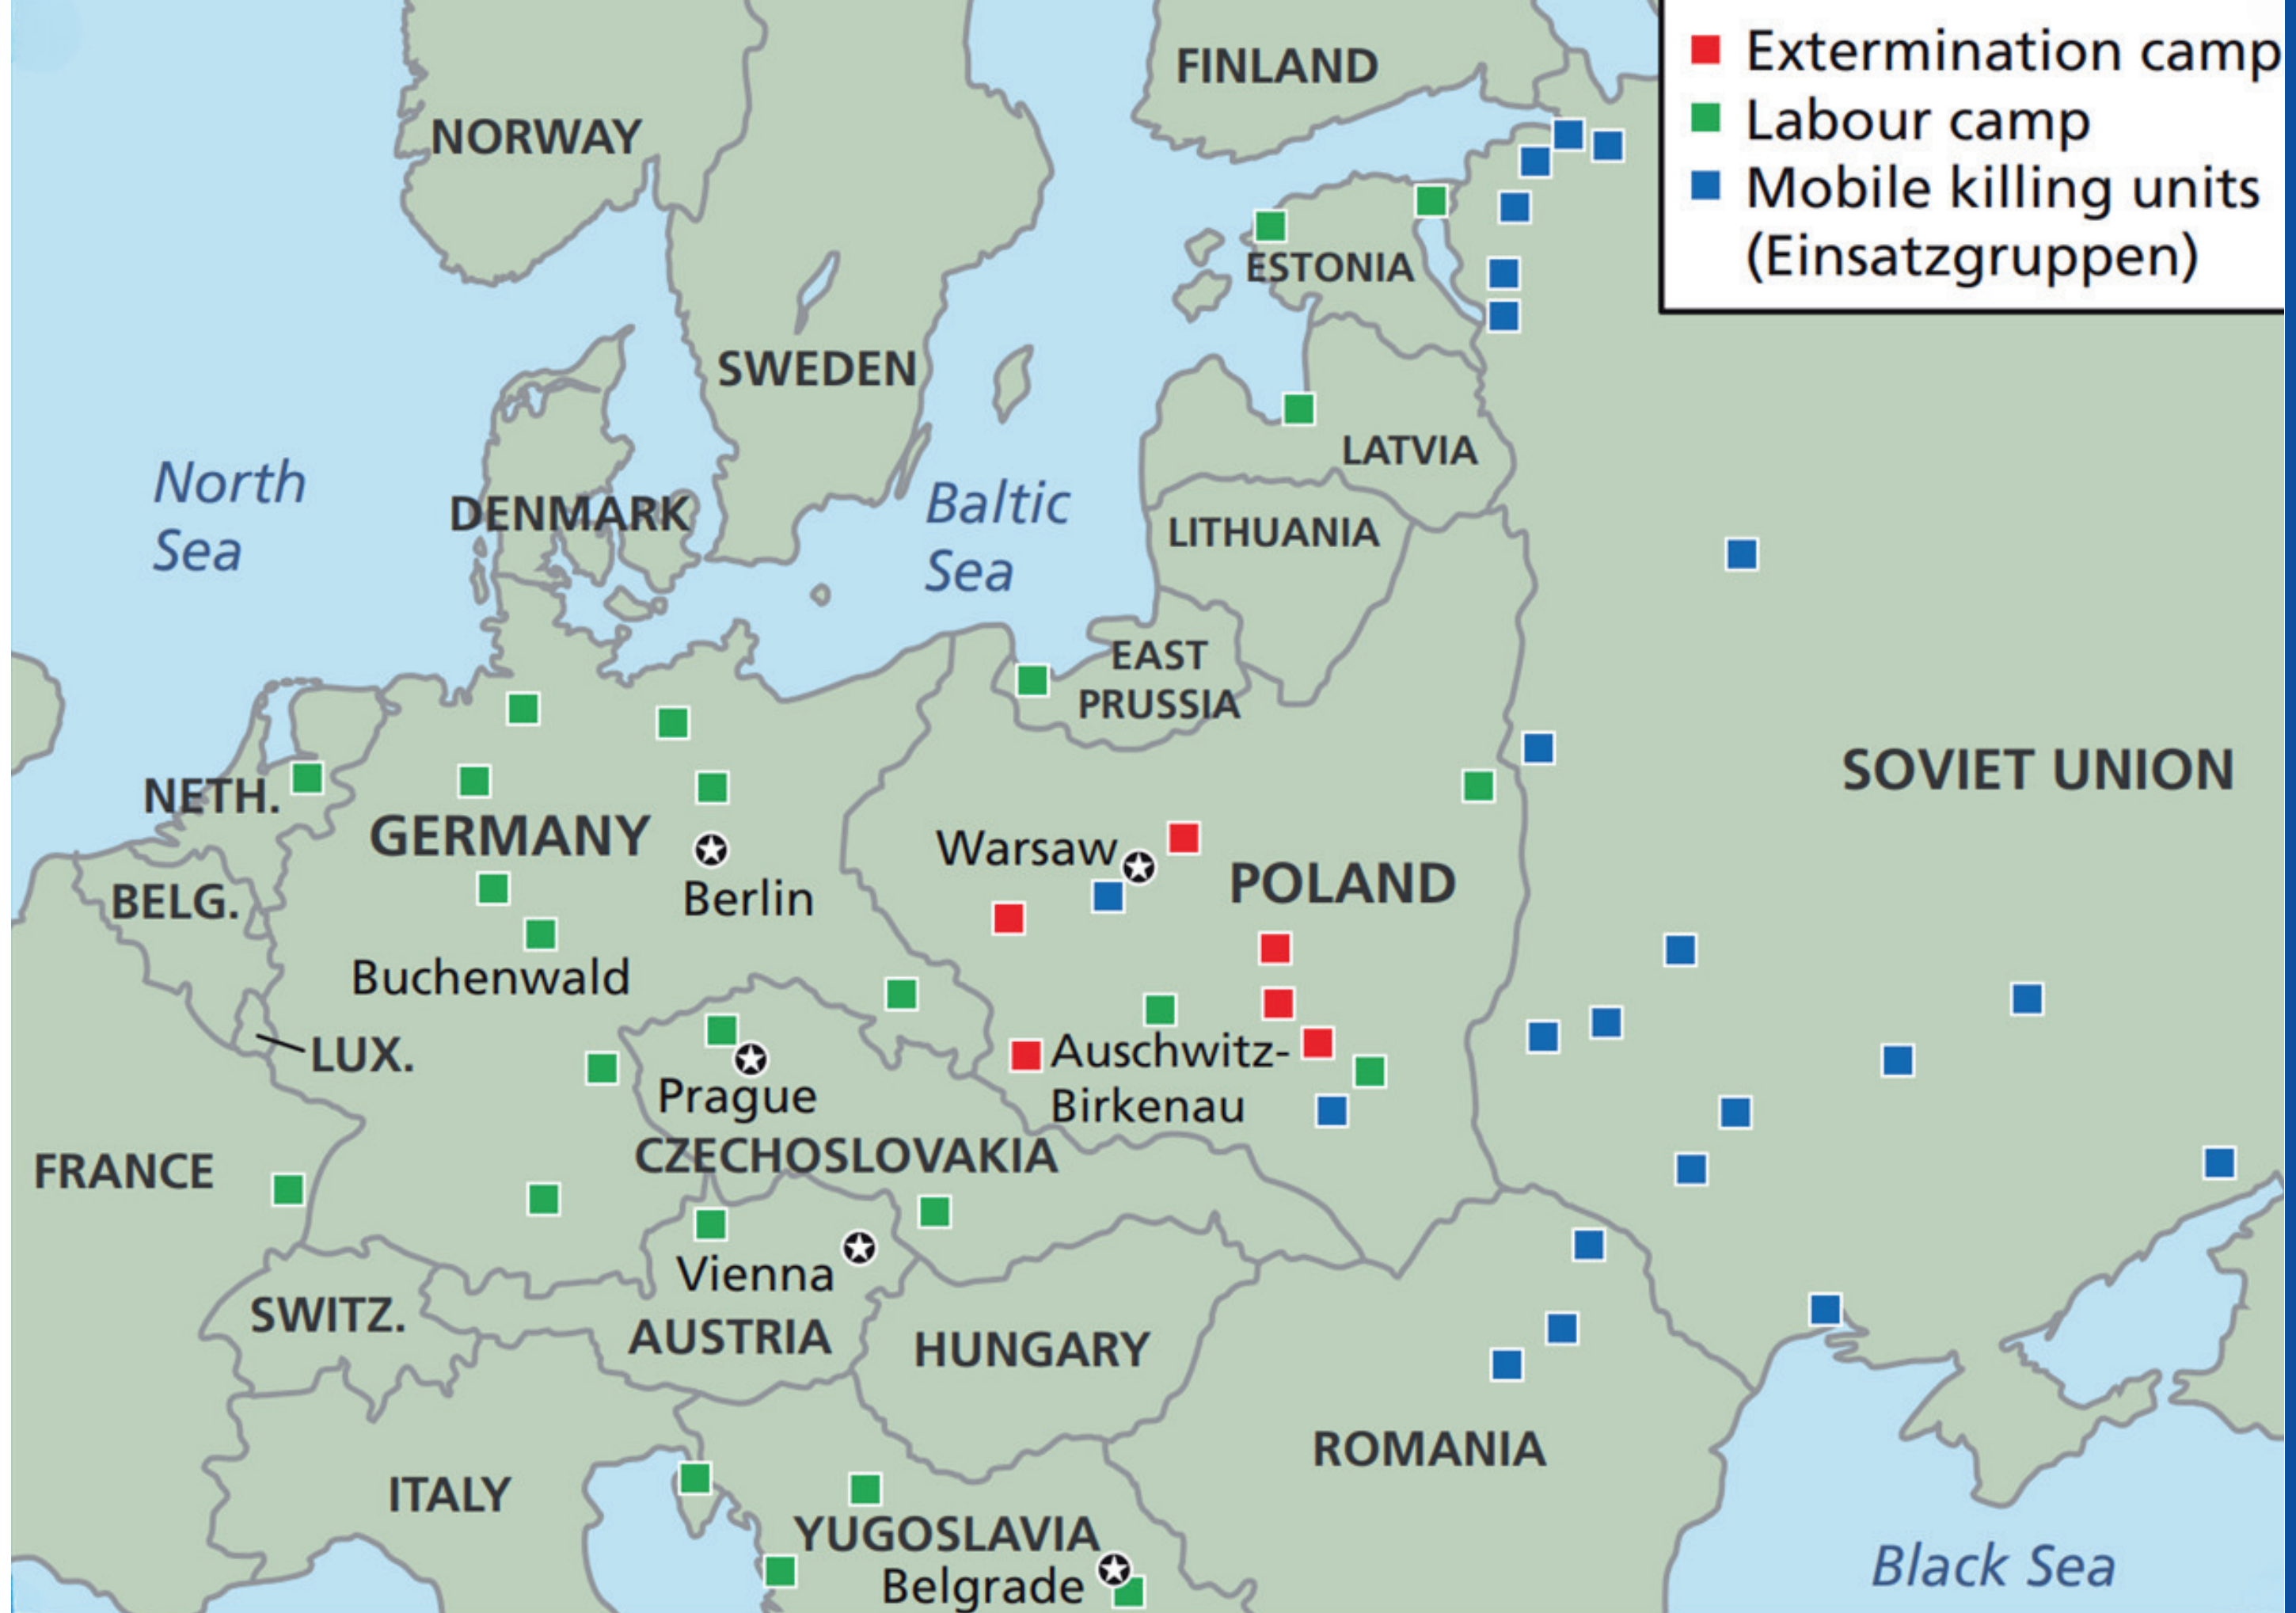 Extermination camp
Labour camp
Mobile killing units
(Einsatzgruppen)
FINLAND
NORWAY
ESTONIA
SWEDEN
LATVIA
North
Sea
DENMARK
Baltic
Sea
LITHUANIA
EAST
PRUSSIA
NETH.
SOVIET UNION
GERMANY
Warsaw
POLAND
BELG.
Berlin
Buchenwald
LUX.
Auschwitz-
Birkenau
Prague
CZECHOSLOVAKIA
FRANCE
Vienna
SWITZ.
AUSTRIA
HUNGARY
ROMANIA
ITALY
YUGOSLAVIA
Belgrade
Black Sea